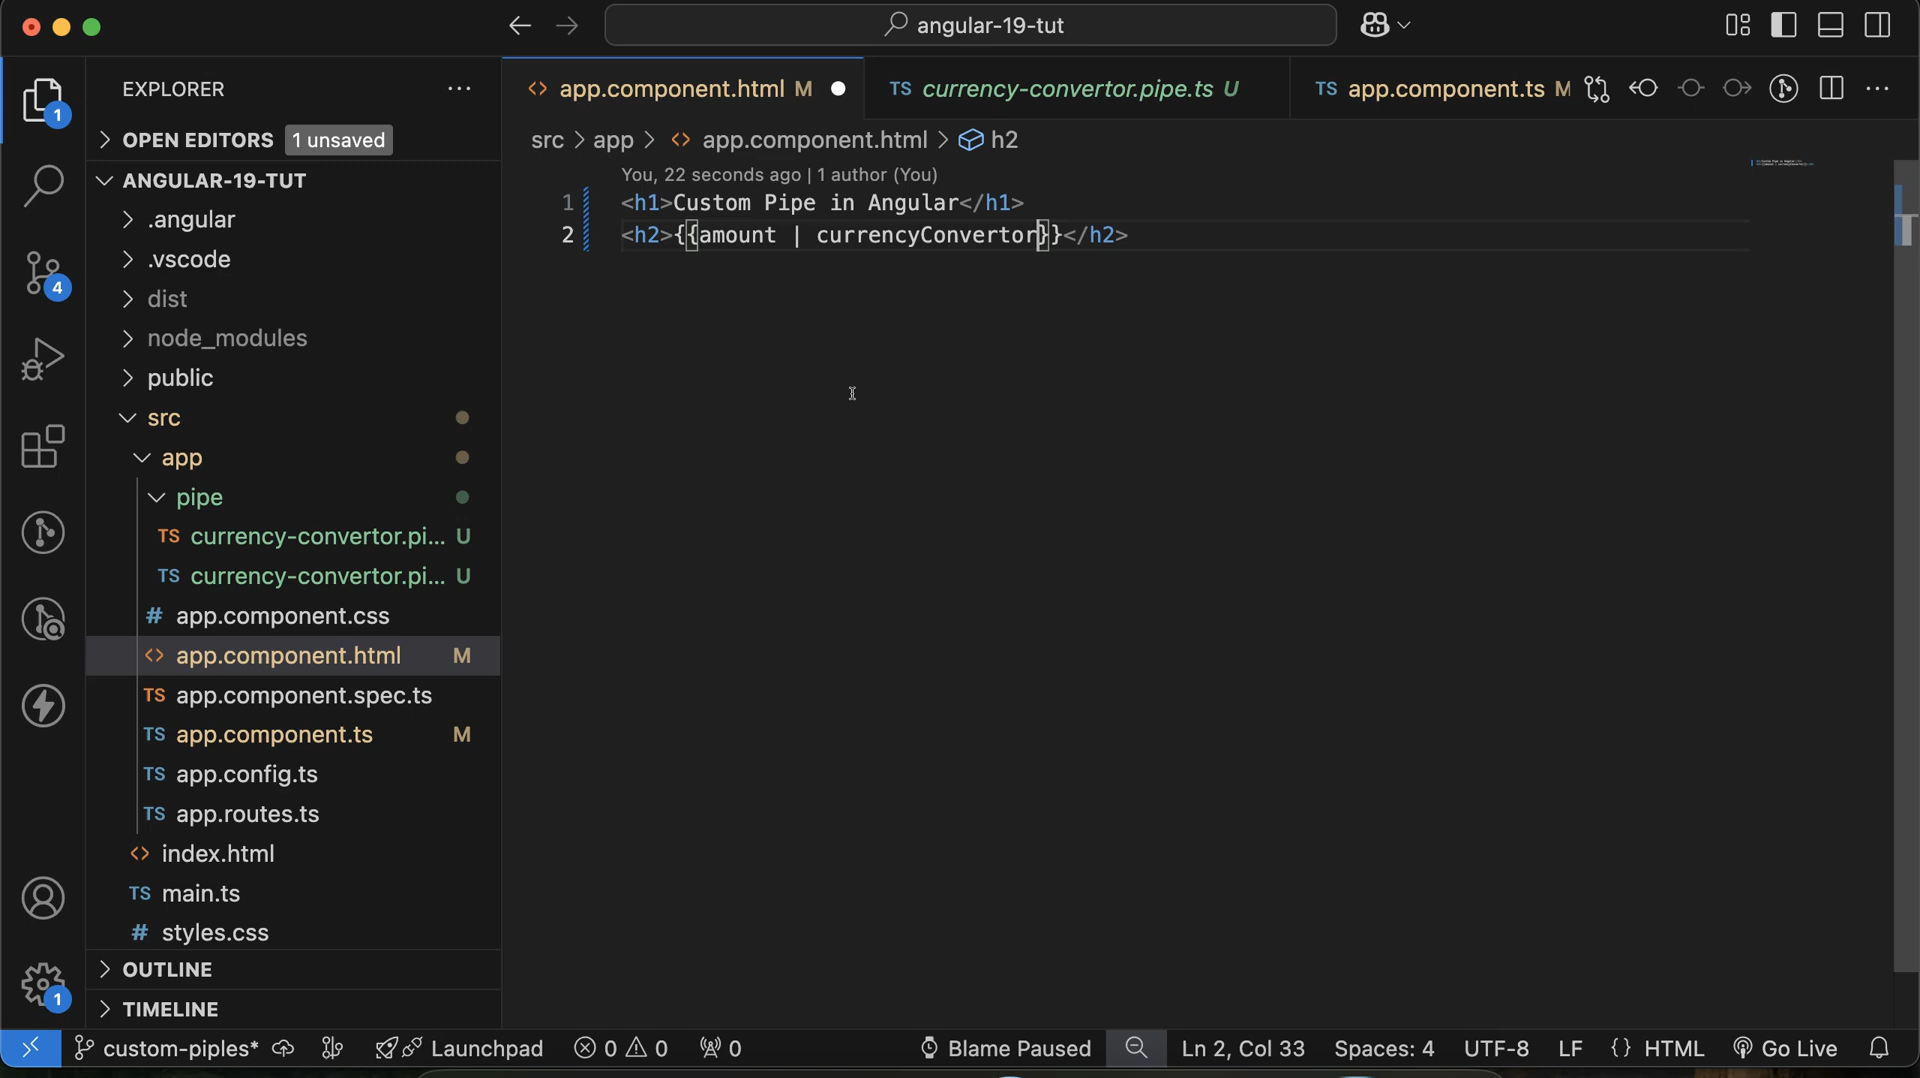 angular-19-tut
EXPLORER
1
OPEN EDITORS 1 unsaved
ANGULAR-19-TUT
.angular
.vscode
4
dist
node_modules
public
src
app
pipe
TS currency-convertor.pi... U
TS currency-convertor.pi... U
# app.component.css
<> app.component.html M
TS app.component.spec.ts
TS app.component.ts M
TS app.config.ts
TS app.routes.ts
<> index.html
TS main.ts
# styles.css
OUTLINE
1
TIMELINE
<> app.component.html M
TS currency-convertor.pipe.ts U
TS app.component.ts M
src > app > <> app.component.html > h2
You, 22 seconds ago | 1 author (You)
1 <h1>Custom Pipe in Angular</h1>
2 <h2>{{amount | currencyConvertor}}</h2>
custom-piples* Launchpad 0 0 0 Blame Paused Ln 2, Col 33 Spaces: 4 UTF-8 LF {} HTML Go Live